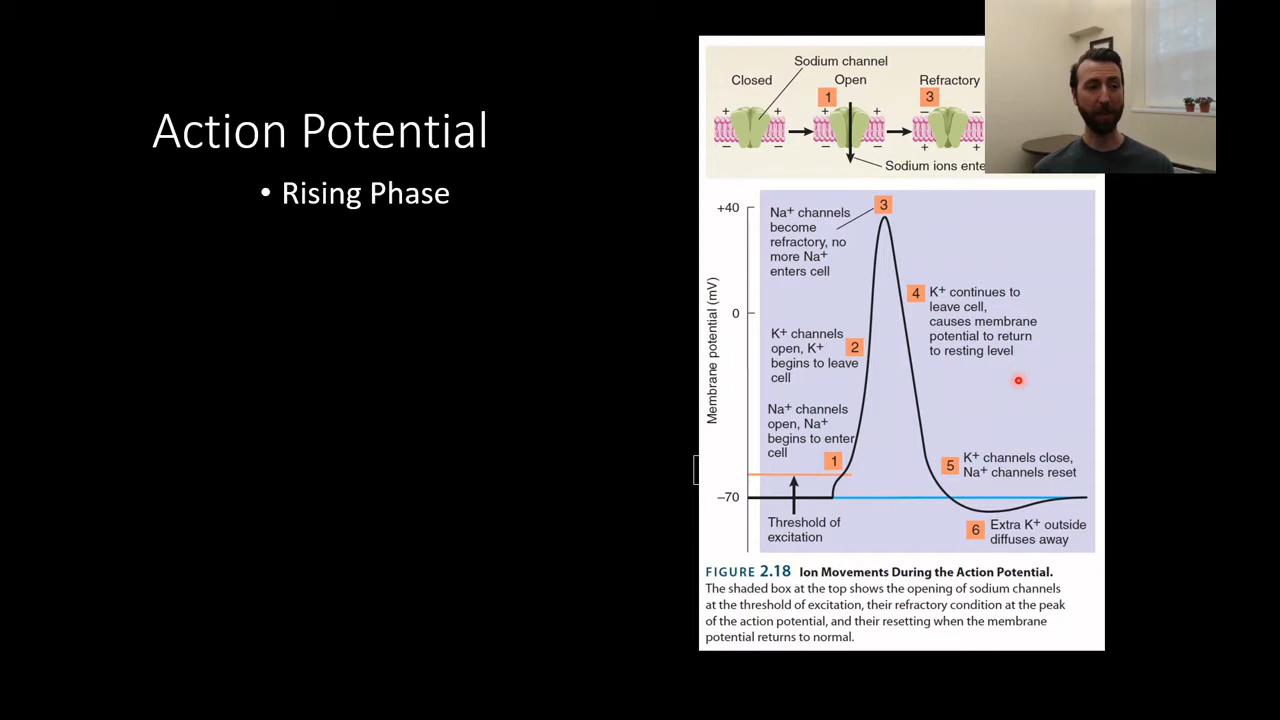 Action Potential
• Rising Phase
Sodium channel
Closed
Open
Refractory
1
3
+
+
+
+
−
−
−
−
−
−
+
+
Sodium ions ente
Membrane potential (mV)
+40
0
−70
3
Na+ channels
become
refractory, no
more Na+
enters cell
4
K+ continues to
leave cell,
causes membrane
potential to return
to resting level
K+ channels
open, K+
begins to leave
cell
2
Na+ channels
open, Na+
begins to enter
cell
1
5
K+ channels close,
Na+ channels reset
Threshold of
excitation
6
Extra K+ outside
diffuses away
FIGURE 2.18 Ion Movements During the Action Potential.
The shaded box at the top shows the opening of sodium channels
at the threshold of excitation, their refractory condition at the peak
of the action potential, and their resetting when the membrane
potential returns to normal.